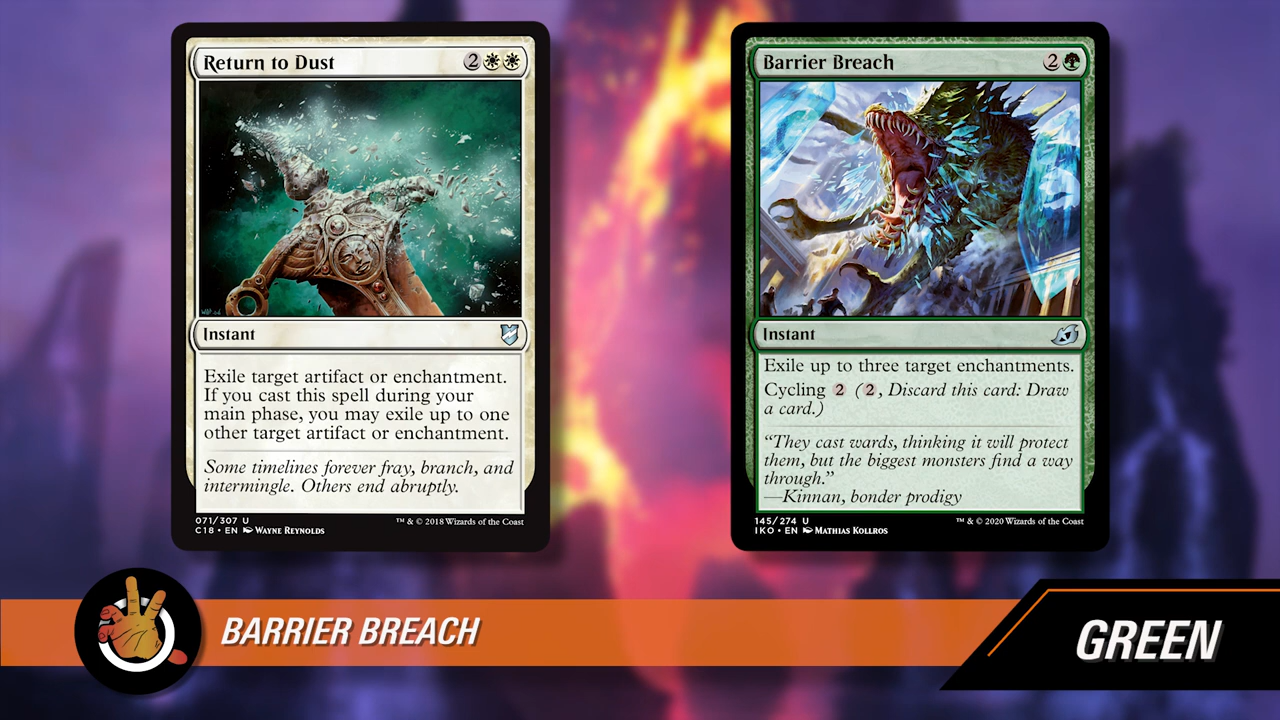 Return to Dust 2
Instant
Exile target artifact or enchantment.
If you cast this spell during your
main phase, you may exile up to one
other target artifact or enchantment.
Some timelines forever fray, branch, and
intermingle. Others end abruptly.
071/307 U
C18 • EN Wayne Reynolds
™ & © 2018 Wizards of the Coast
Barrier Breach 2
Instant
Exile up to three target enchantments.
Cycling 2 (2, Discard this card: Draw
a card.)
“They cast wards, thinking it will protect
them, but the biggest monsters find a way
through.”
—Kinnan, bonder prodigy
145/274 U
IKO • EN Mathias Kollros
™ & © 2020 Wizards of the Coast
BARRIER BREACH
GREEN